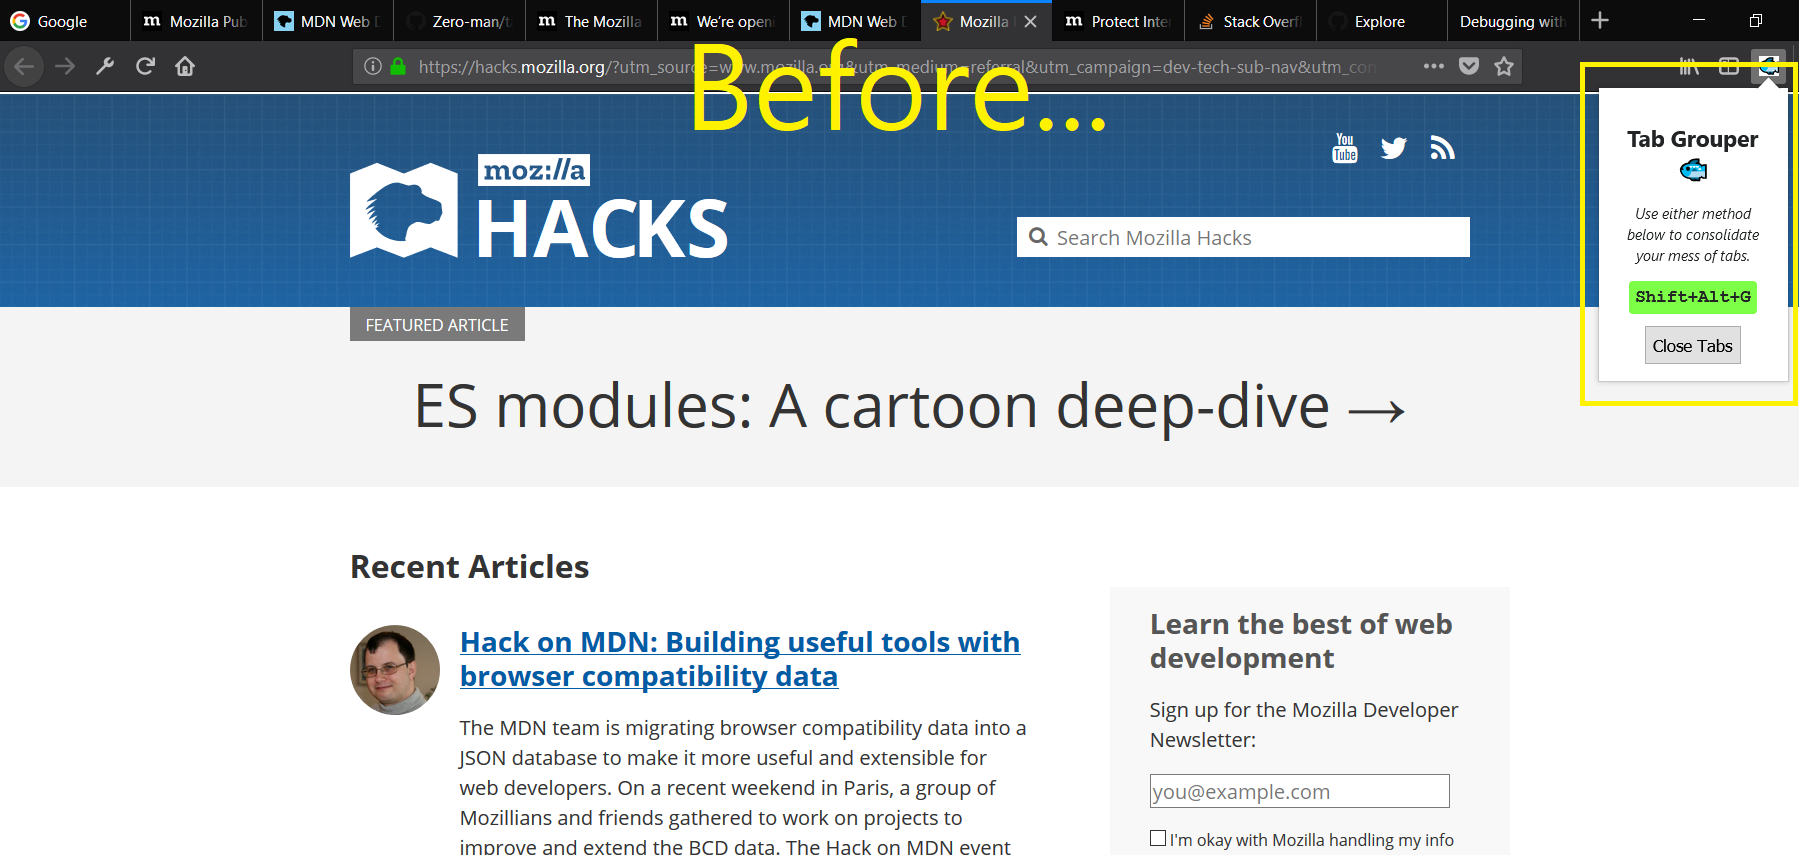 Google
Mozilla Pub
MDN Web D
Zero-man/ta
The Mozilla
We're openi
MDN Web D
Mozilla
Protect Inter
Stack Overf
Explore
Debugging with
https://hacks.mozilla.org/?utm_source=www.mozilla.org&utm_medium=referral&utm_campaign=dev-tech-sub-nav&utm_con
Before...
Tab Grouper
Use either method
below to consolidate
your mess of tabs.
Shift+Alt+G
Close Tabs
You
Tube
moz://a
HACKS
Search Mozilla Hacks
FEATURED ARTICLE
ES modules: A cartoon deep-dive →
Recent Articles
Hack on MDN: Building useful tools with
browser compatibility data
The MDN team is migrating browser compatibility data into a
JSON database to make it more useful and extensible for
web developers. On a recent weekend in Paris, a group of
Mozillians and friends gathered to work on projects to
improve and extend the BCD data. The Hack on MDN event
Learn the best of web
development
Sign up for the Mozilla Developer
Newsletter:
you@example.com
I'm okay with Mozilla handling my info